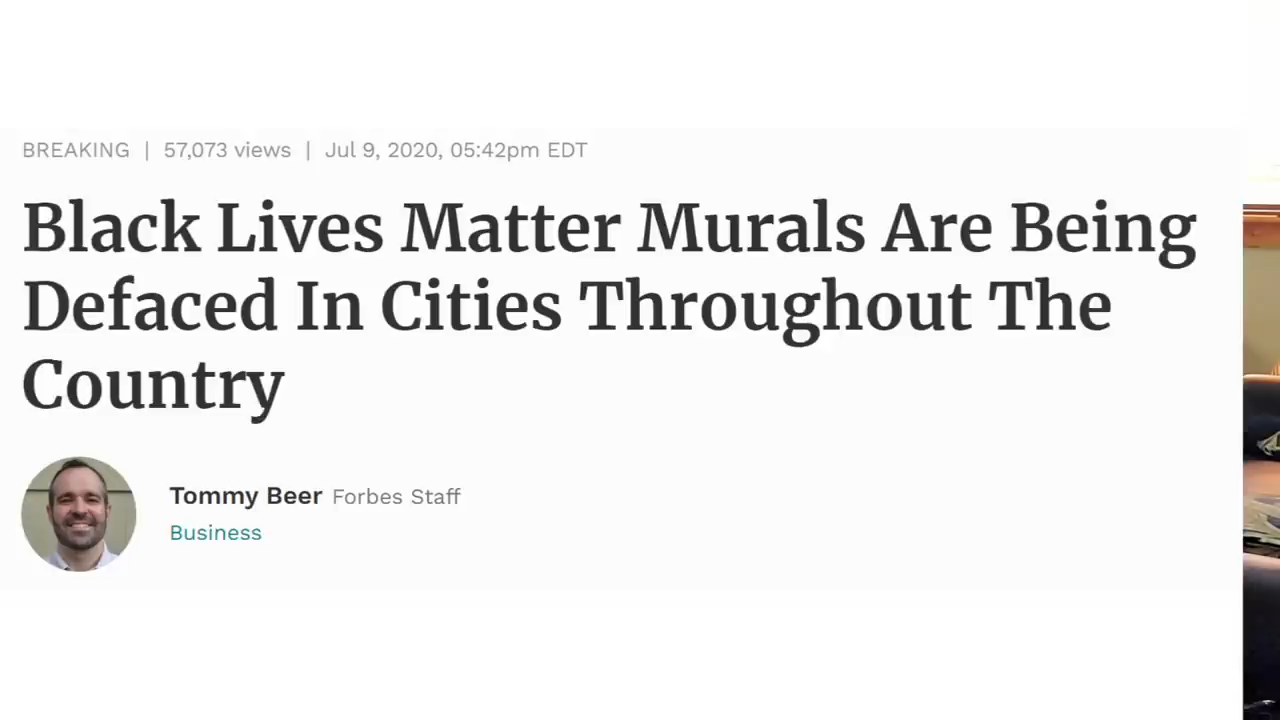 BREAKING | 57,073 views | Jul 9, 2020, 05:42pm EDT
Black Lives Matter Murals Are Being
Defaced In Cities Throughout The
Country
Tommy Beer Forbes Staff
Business